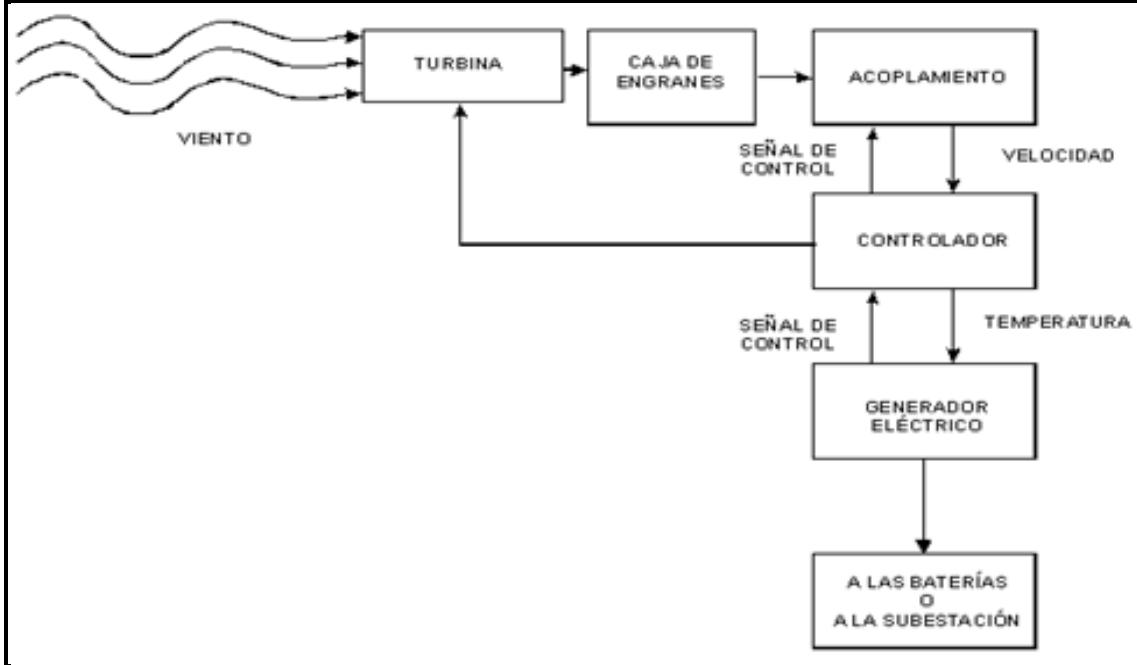 TURBINA
CAJA DE
ENGRANES
ACOPLAMIENTO
VIENTO
SEÑAL DE
CONTROL
VELOCIDAD
CONTROLADOR
SEÑAL DE
CONTROL
TEMPERATURA
GENERADOR
ELÉCTRICO
A LAS BATERÍAS
O
A LA SUBESTACIÓN